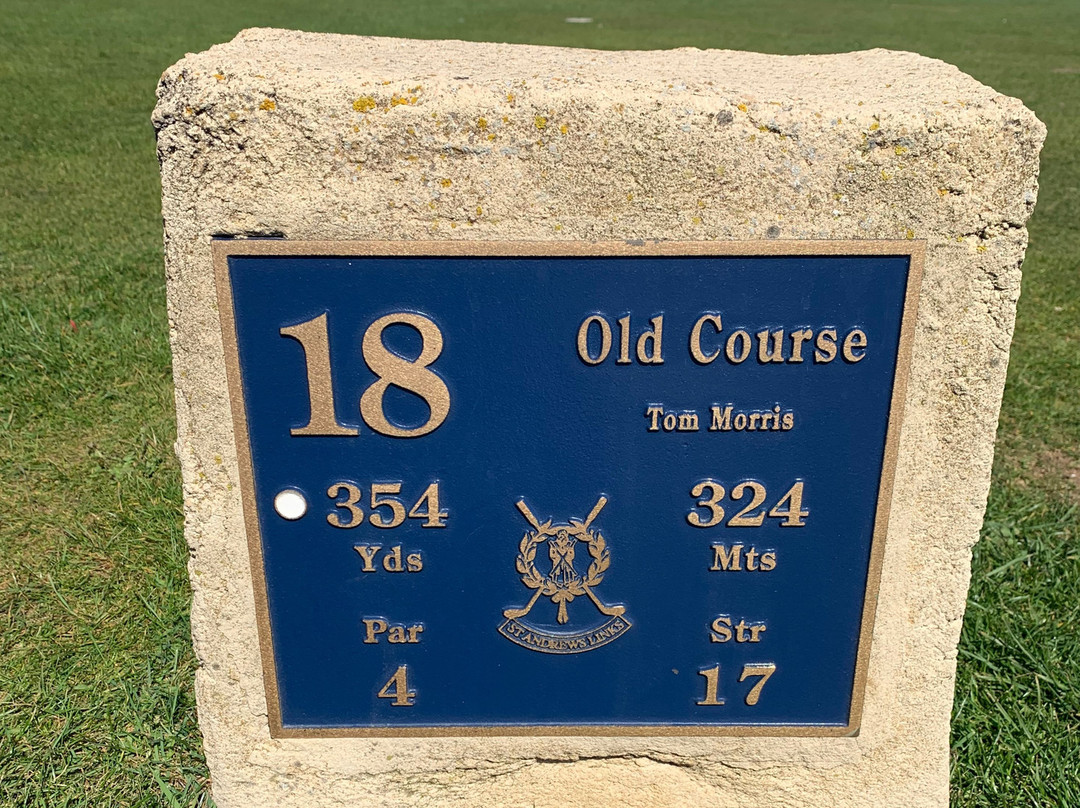 18
Old Course
Tom Morris
354
Yds
324
Mts
ST ANDREWS LINKS
Par
4
Str
17